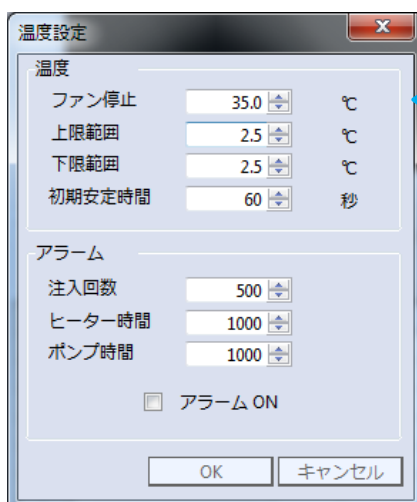 温度設定
温度
ファン停止 35.0 ℃
上限範囲 2.5 ℃
下限範囲 2.5 ℃
初期安定時間 60 秒
アラーム
注入回数 500
ヒーター時間 1000
ポンプ時間 1000
アラーム ON
OK キャンセル